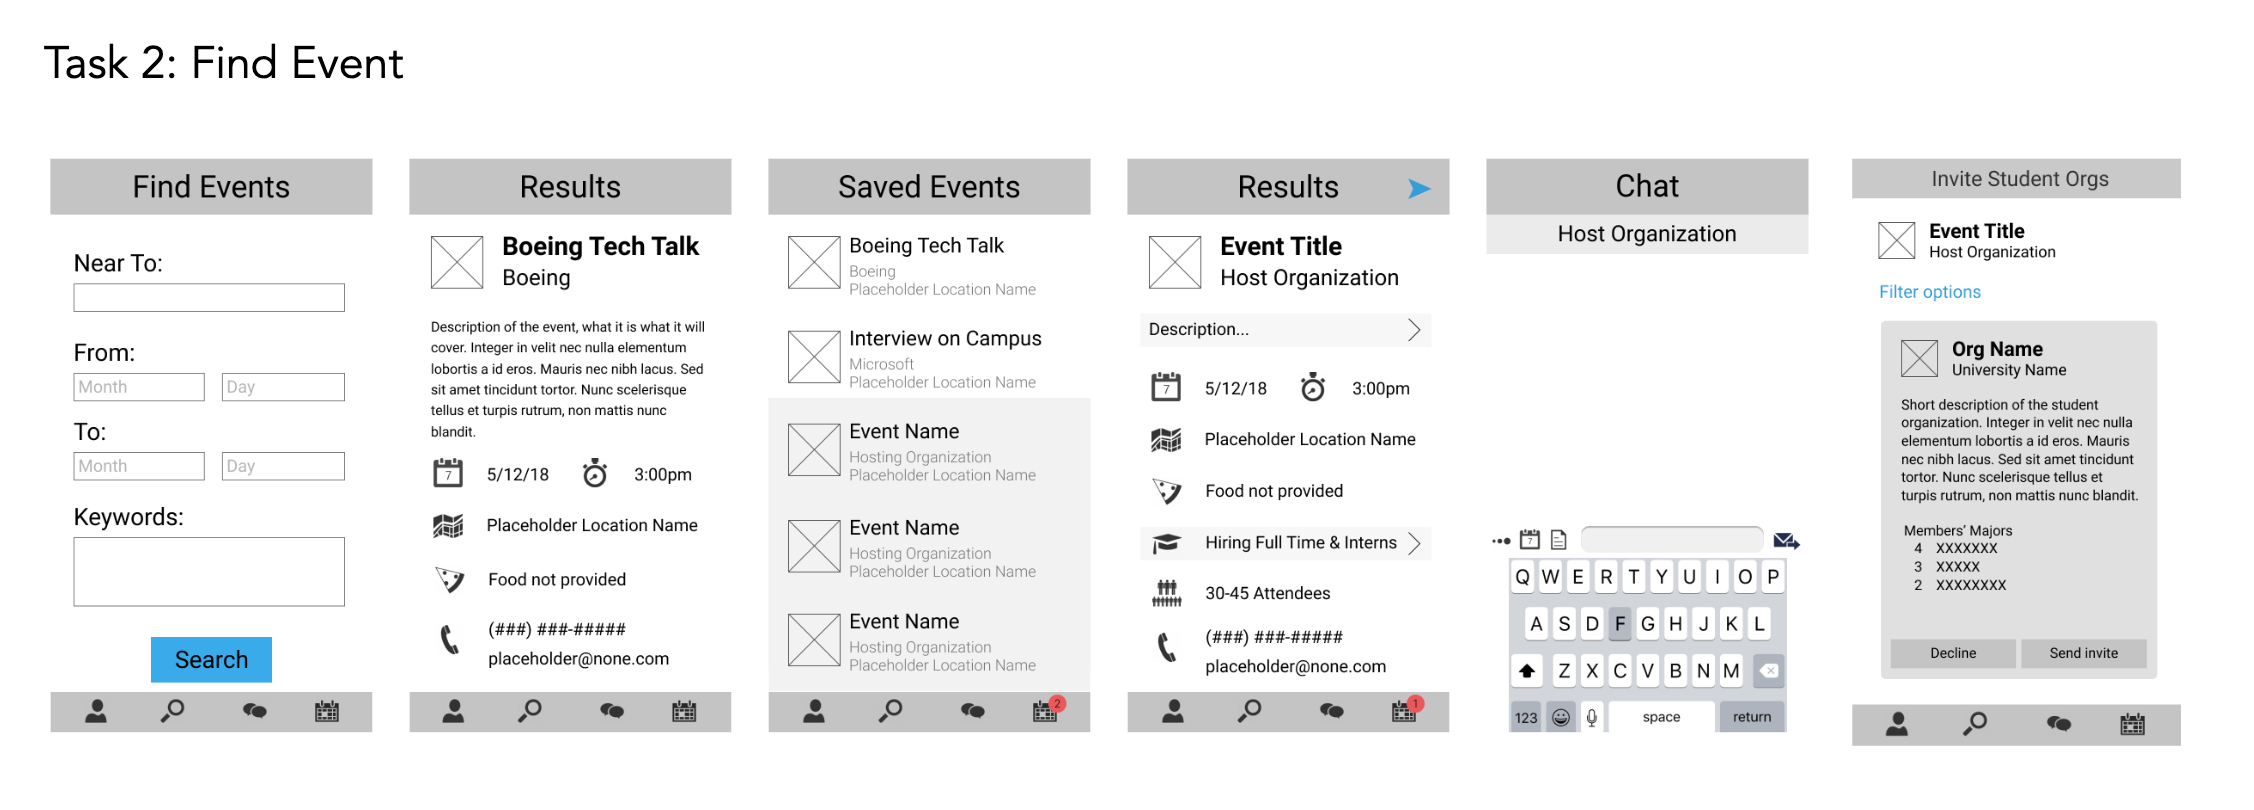 Task 2: Find Event
Find Events
Near To:
From:
Month Day
To:
Month Day
Keywords:
Search
Results
Boeing Tech Talk
Boeing
Description of the event, what it is what it will
cover. Integer in velit nec nulla elementum
lobortis a id eros. Mauris nec nibh lacus. Sed
sit amet tincidunt tortor. Nunc scelerisque
tellus et turpis rutrum, non mattis nunc
blandit.
7 5/12/18 3:00pm
Placeholder Location Name
Food not provided
(###) ###-#####
placeholder@none.com
Saved Events
Boeing Tech Talk
Boeing
Placeholder Location Name
Interview on Campus
Microsoft
Placeholder Location Name
Event Name
Hosting Organization
Placeholder Location Name
Event Name
Hosting Organization
Placeholder Location Name
Event Name
Hosting Organization
Placeholder Location Name
2
Results
Event Title
Host Organization
Description...
7 5/12/18 3:00pm
Placeholder Location Name
Food not provided
Hiring Full Time & Interns
30-45 Attendees
(###) ###-#####
placeholder@none.com
1
Chat
Host Organization
7
Q W E R T Y U I O P
A S D F G H J K L
Z X C V B N M
123 space return
Invite Student Orgs
Event Title
Host Organization
Filter options
Org Name
University Name
Short description of the student
organization. Integer in velit nec nulla
elementum lobortis a id eros. Mauris
nec nibh lacus. Sed sit amet tincidunt
tortor. Nunc scelerisque tellus et
turpis rutrum, non mattis nunc blandit.
Members' Majors
4 XXXXXXX
3 XXXXX
2 XXXXXXXX
Decline Send invite